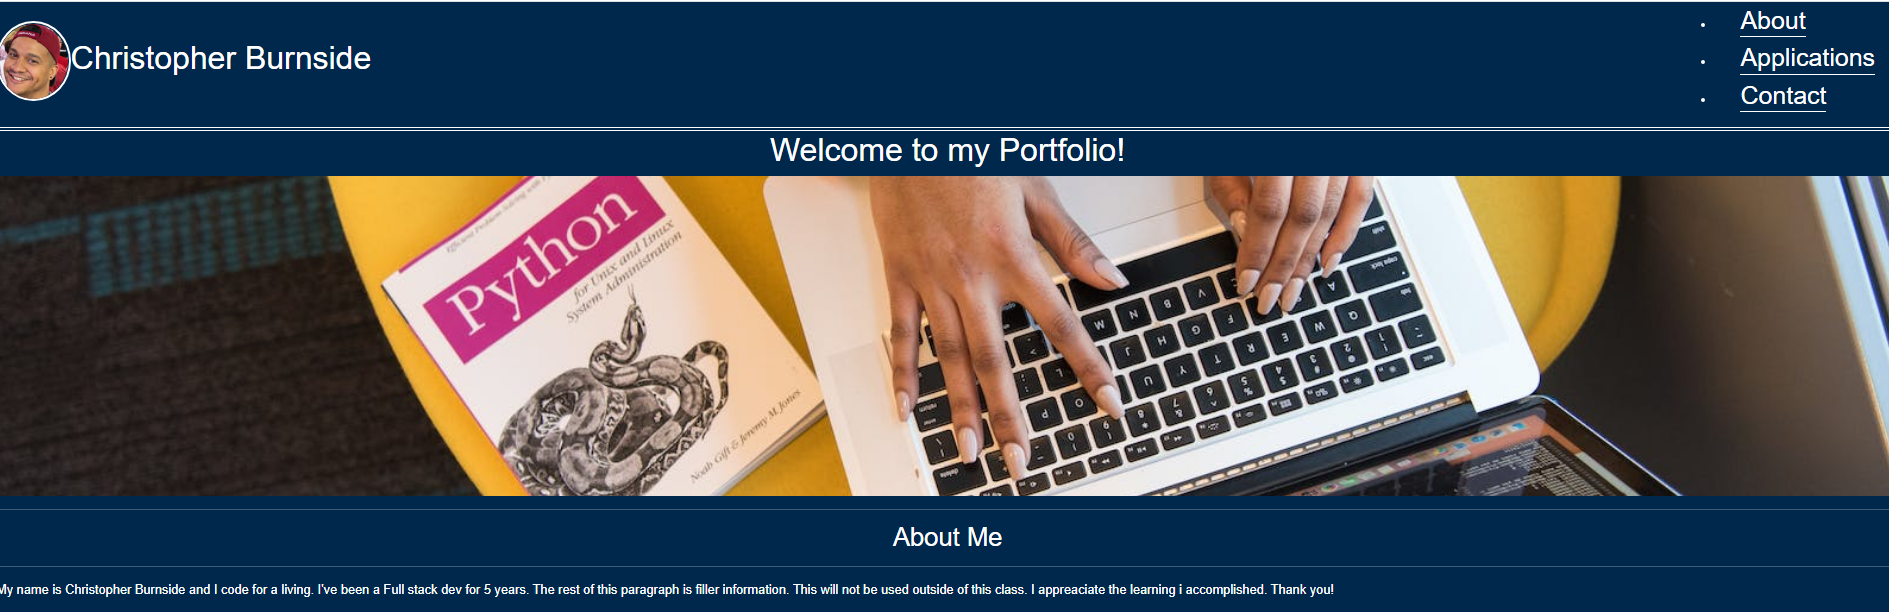 Christopher Burnside
About
Applications
Contact
Welcome to my Portfolio!
Python
for Unix and Linux
System Administration
Noah Gift & Jeremy M. Jones
About Me
My name is Christopher Burnside and I code for a living. I've been a Full stack dev for 5 years. The rest of this paragraph is filler information. This will not be used outside of this class. I appreaciate the learning i accomplished. Thank you!